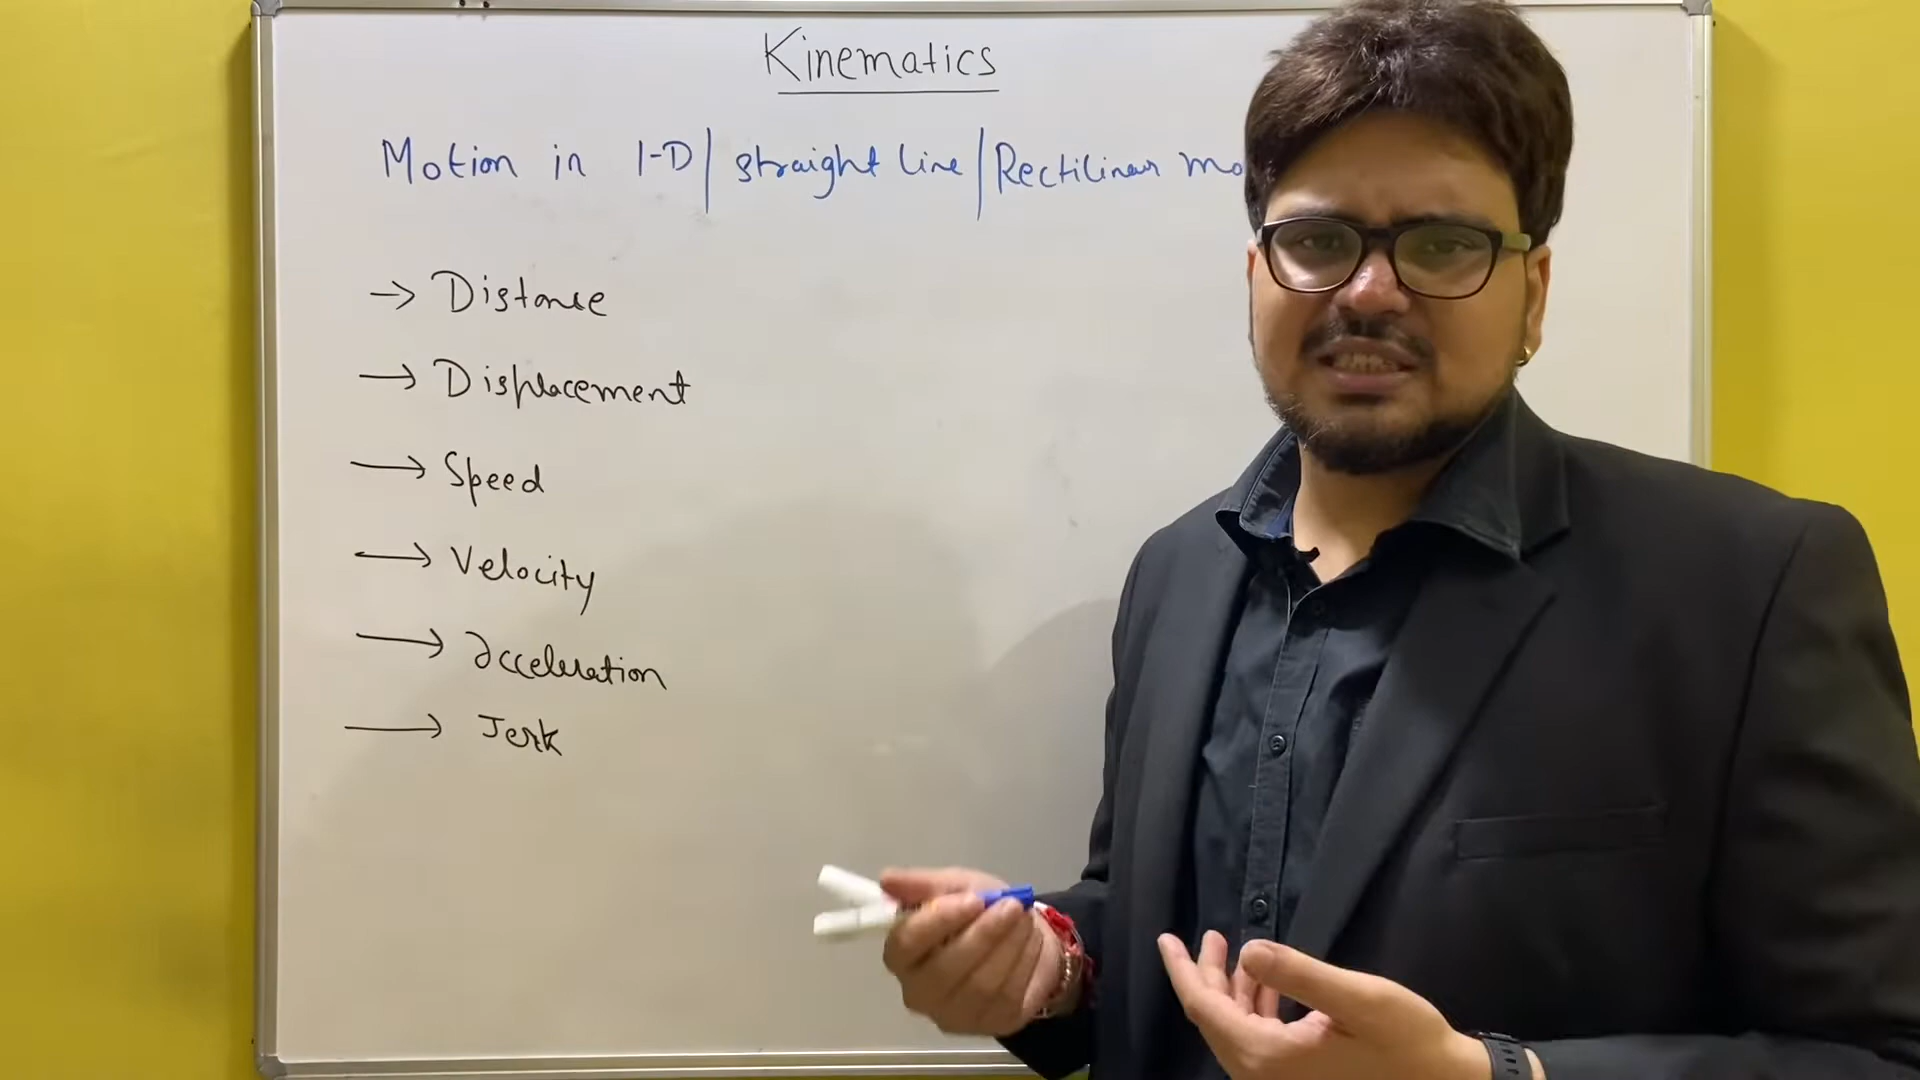 Kinematics
Motion in 1-D/ straight line/Rectilinear mo
→ Distance
→ Displacement
→ Speed
→ Velocity
→ Acceleration
→ Jerk